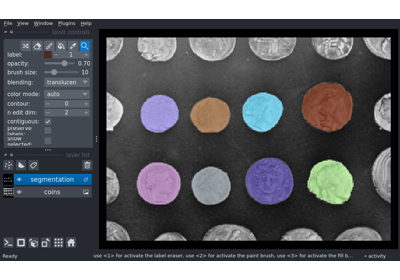 File View Window Plugins Help
layer controls
label: 1
opacity: 0.70
brush size: 10
blending: translucen
color mode: auto
contour: 0
n edit dim: 2
contiguous:
preserve labels:
show selected:
layer list
segmentation
coins
Ready
use <1> for activate the label eraser, use <2> for activate the paint brush, use <3> for activate the fill b...
activity